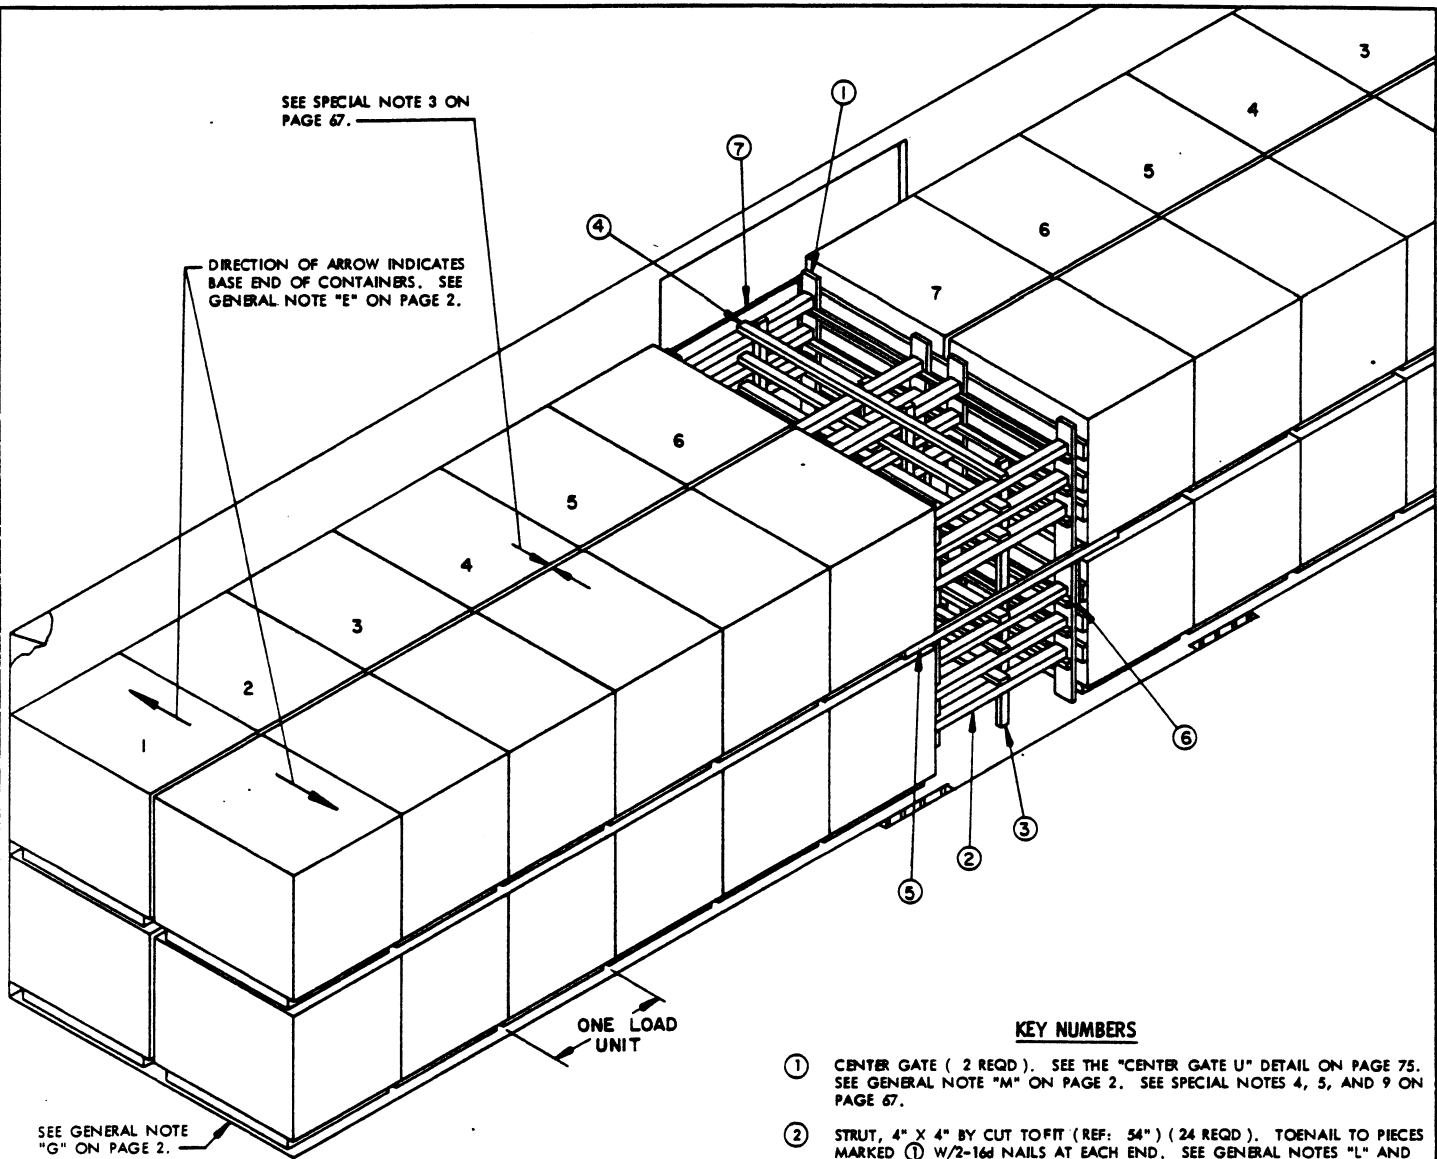 SEE SPECIAL NOTE 3 ON
PAGE 67.
DIRECTION OF ARROW INDICATES
BASE END OF CONTAINERS. SEE
GENERAL NOTE "E" ON PAGE 2.
1
7
4
3
4
5
6
7
6
5
4
3
2
1
6
3
2
5
ONE LOAD
UNIT
SEE GENERAL NOTE
"G" ON PAGE 2.
KEY NUMBERS
1 CENTER GATE ( 2 REQD ). SEE THE "CENTER GATE U" DETAIL ON PAGE 75.
SEE GENERAL NOTE "M" ON PAGE 2. SEE SPECIAL NOTES 4, 5, AND 9 ON
PAGE 67.
2 STRUT, 4" X 4" BY CUT TO FIT (REF: 54") ( 24 REQD ). TOENAIL TO PIECES
MARKED 1 W/2-16d NAILS AT EACH END. SEE GENERAL NOTES "L" AND